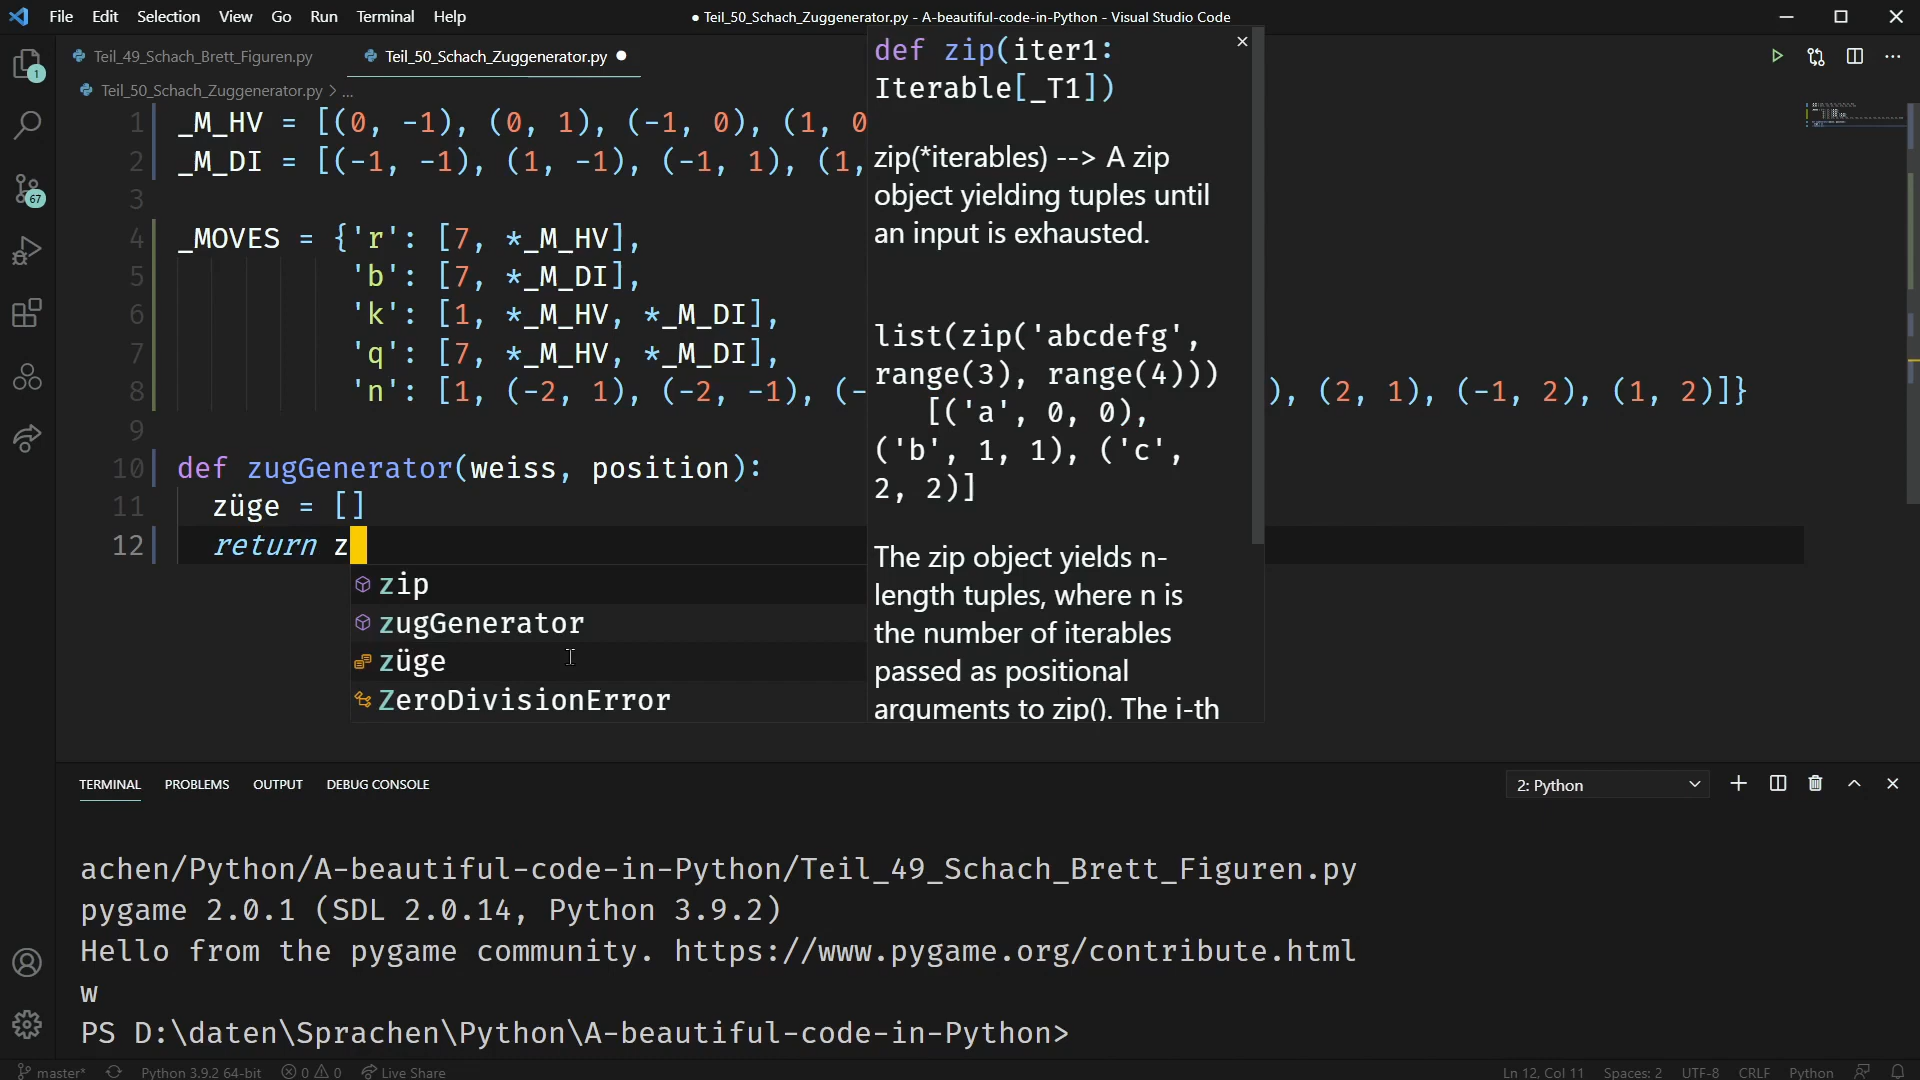 File Edit Selection View Go Run Terminal Help
● Teil_50_Schach_Zuggenerator.py - A-beautiful-code-in-Python - Visual Studio Code
Teil_49_Schach_Brett_Figuren.py
Teil_50_Schach_Zuggenerator.py ●
Teil_50_Schach_Zuggenerator.py > ...
1 _M_HV = [(0, -1), (0, 1), (-1, 0), (1, 0
2 _M_DI = [(-1, -1), (1, -1), (-1, 1), (1,
3
4 _MOVES = {'r': [7, *_M_HV],
5 'b': [7, *_M_DI],
6 'k': [1, *_M_HV, *_M_DI],
7 'q': [7, *_M_HV, *_M_DI],
8 'n': [1, (-2, 1), (-2, -1), (- ), (2, 1), (-1, 2), (1, 2)]}
9
10 def zugGenerator(weiss, position):
11 züge = []
12 return z
zip
zugGenerator
züge
ZeroDivisionError
def zip(iter1:
Iterable[_T1])
zip(*iterables) --> A zip
object yielding tuples until
an input is exhausted.
list(zip('abcdefg',
range(3), range(4)))
[('a', 0, 0),
('b', 1, 1), ('c',
2, 2)]
The zip object yields n-
length tuples, where n is
the number of iterables
passed as positional
arguments to zip(). The i-th
1
67
TERMINAL PROBLEMS OUTPUT DEBUG CONSOLE
2: Python
achen/Python/A-beautiful-code-in-Python/Teil_49_Schach_Brett_Figuren.py
pygame 2.0.1 (SDL 2.0.14, Python 3.9.2)
Hello from the pygame community. https://www.pygame.org/contribute.html
w
PS D:\daten\Sprachen\Python\A-beautiful-code-in-Python>
master* Python 3.9.2 64-bit 0 0 Live Share
Ln 12, Col 11 Spaces: 2 UTF-8 CRLF Python